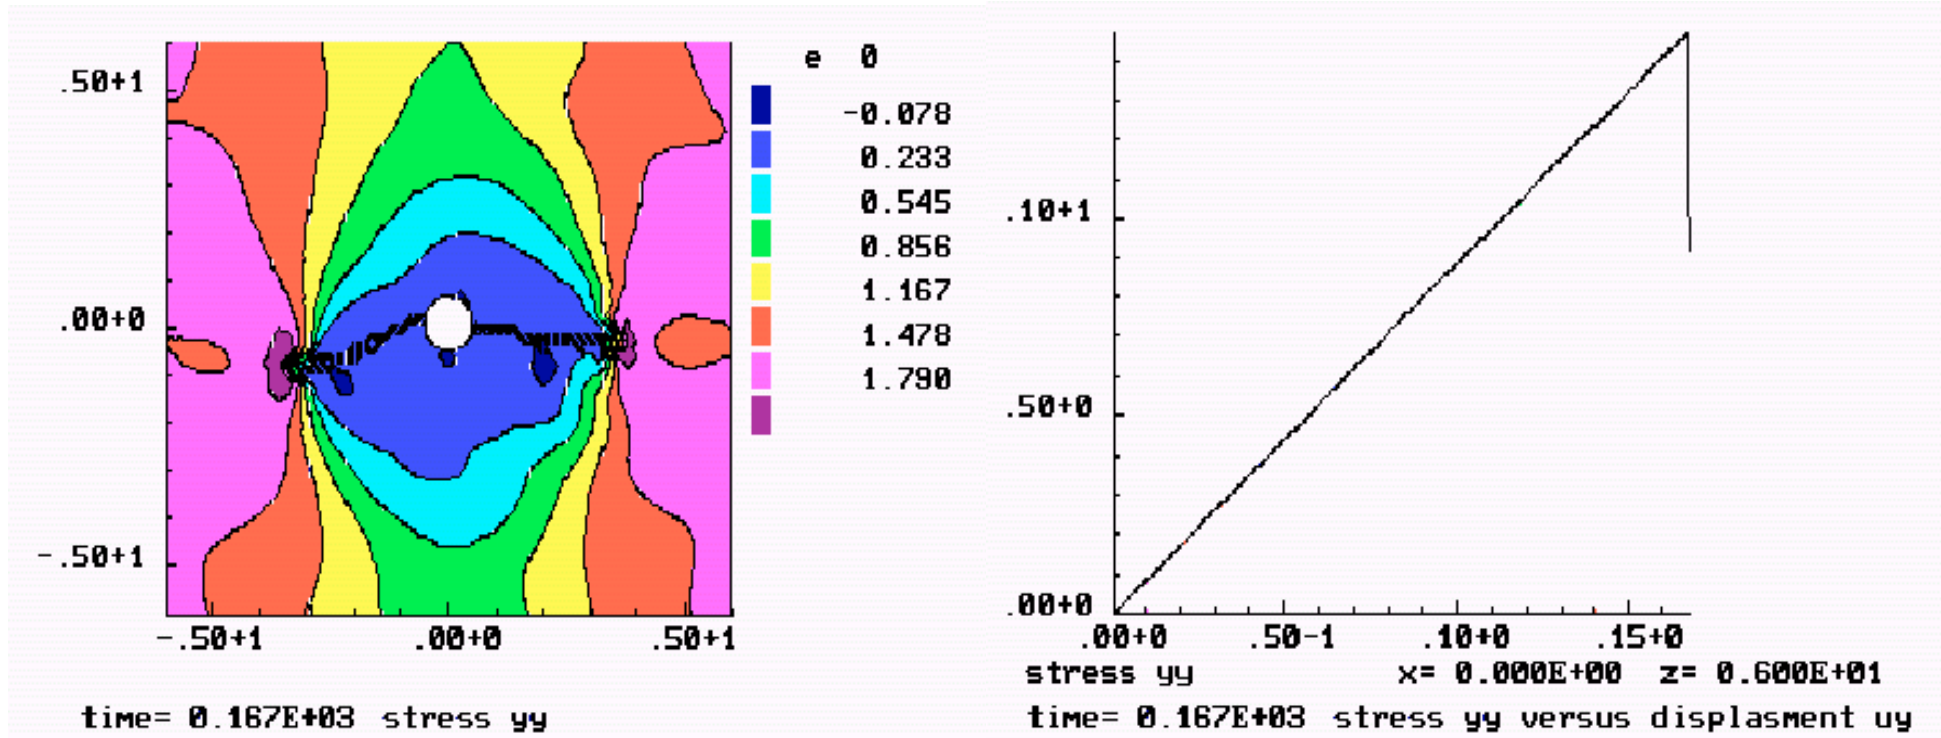 e 0
-0.078
0.233
0.545
0.856
1.167
1.478
1.790
.50+1
.00+0
-.50+1
-.50+1 .00+0 .50+1
time= 0.167E+03 stress yy
.10+1
.50+0
.00+0
.00+0 .50-1 .10+0 .15+0
stress yy x= 0.000E+00 z= 0.600E+01
time= 0.167E+03 stress yy versus displasment uy